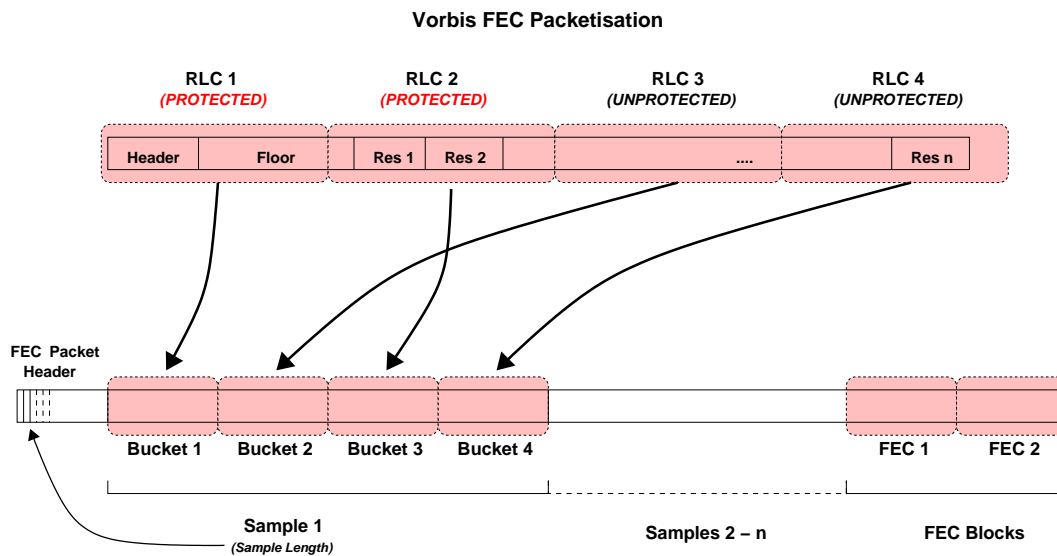 Vorbis FEC Packetisation
RLC 1
(PROTECTED)
RLC 2
(PROTECTED)
RLC 3
(UNPROTECTED)
RLC 4
(UNPROTECTED)
Header Floor Res 1 Res 2 .... Res n
FEC Packet
Header
Bucket 1 Bucket 2 Bucket 3 Bucket 4 FEC 1 FEC 2
Sample 1
(Sample Length)
Samples 2 – n
FEC Blocks